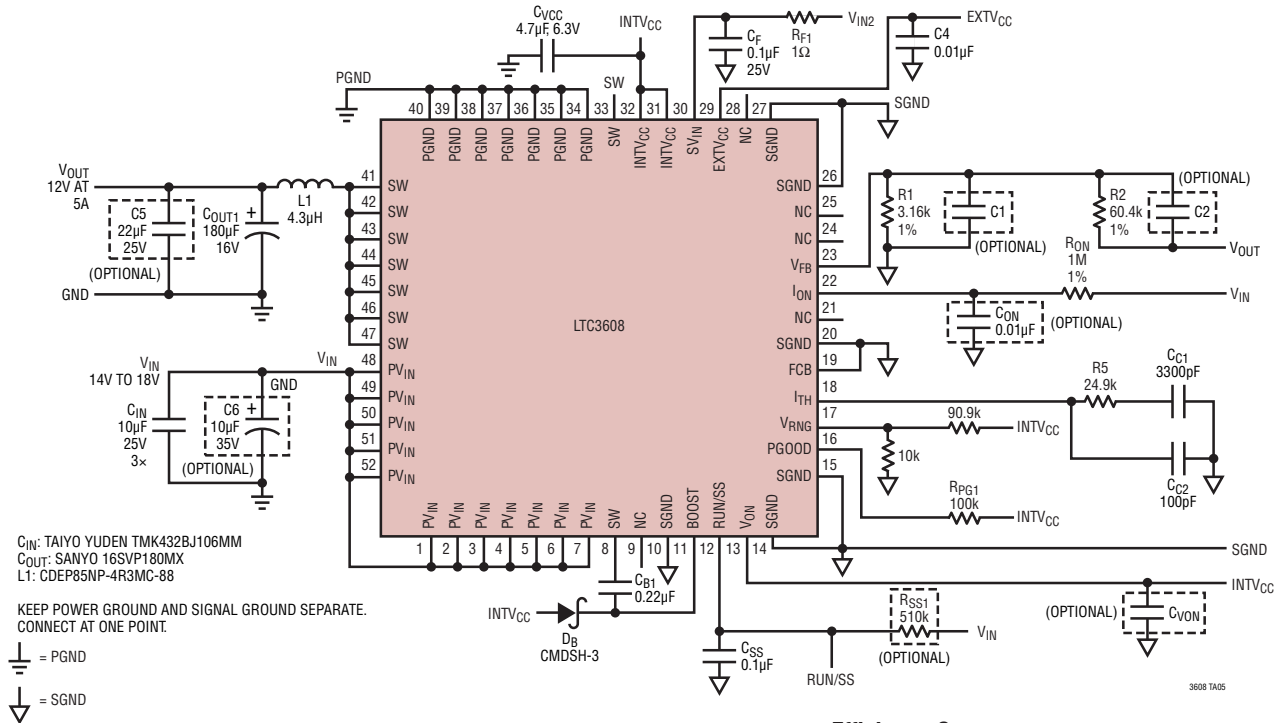 CVCC
4.7µF, 6.3V
INTVCC
CF
0.1µF
25V
RF1
1Ω
VIN2
EXTVCC
C4
0.01µF
PGND
SW
40 39 38 37 36 35 34 33 32 31 30 29 28 27
PGND PGND PGND PGND PGND PGND PGND SW INTVCC INTVCC SVIN EXTVCC NC SGND
SGND
VOUT
12V AT
5A
C5
22µF
25V
(OPTIONAL)
COUT1
180µF
16V
+
L1
4.3µH
GND
41 SW
42 SW
43 SW
44 SW
45 SW
46 SW
47 SW
48 PVIN
49 PVIN
50 PVIN
51 PVIN
52 PVIN
LTC3608
SGND 26
NC 25
NC 24
VFB 23
ION 22
NC 21
SGND 20
FCB 19
ITH 18
VRNG 17
PGOOD 16
SGND 15
R1
3.16k
1%
C1
(OPTIONAL)
R2
60.4k
1%
(OPTIONAL)
C2
VOUT
RON
1M
1%
VIN
CON
0.01µF
(OPTIONAL)
R5
24.9k
CC1
3300pF
CC2
100pF
90.9k
INTVCC
10k
RPG1
100k
INTVCC
VIN
14V TO 18V
VIN
GND
CIN
10µF
25V
3×
C6
10µF
35V
+
(OPTIONAL)
PVIN PVIN PVIN PVIN PVIN PVIN PVIN SW NC SGND BOOST RUN/SS VON SGND
1 2 3 4 5 6 7 8 9 10 11 12 13 14
CB1
0.22µF
INTVCC
DB
CMDSH-3
CSS
0.1µF
RUN/SS
RSS1
510k
(OPTIONAL)
VIN
SGND
INTVCC
(OPTIONAL)
CVON
CIN: TAIYO YUDEN TMK432BJ106MM
COUT: SANYO 16SVP180MX
L1: CDEP85NP-4R3MC-88
KEEP POWER GROUND AND SIGNAL GROUND SEPARATE.
CONNECT AT ONE POINT.
= PGND
= SGND
3608 TA05